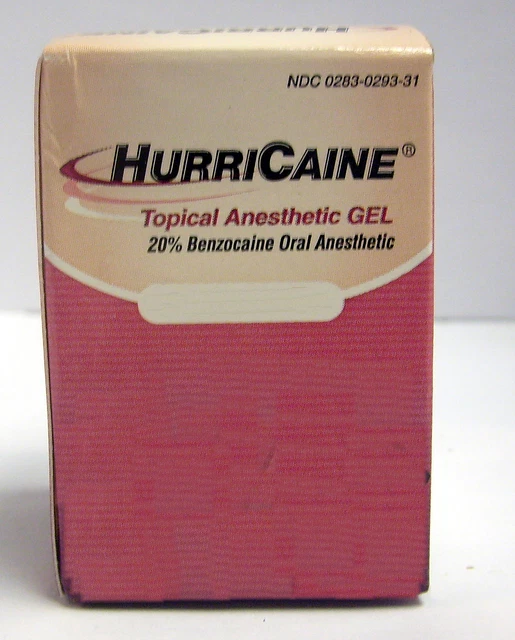 NDC 0283-0293-31
HURRICAINE®
Topical Anesthetic GEL
20% Benzocaine Oral Anesthetic